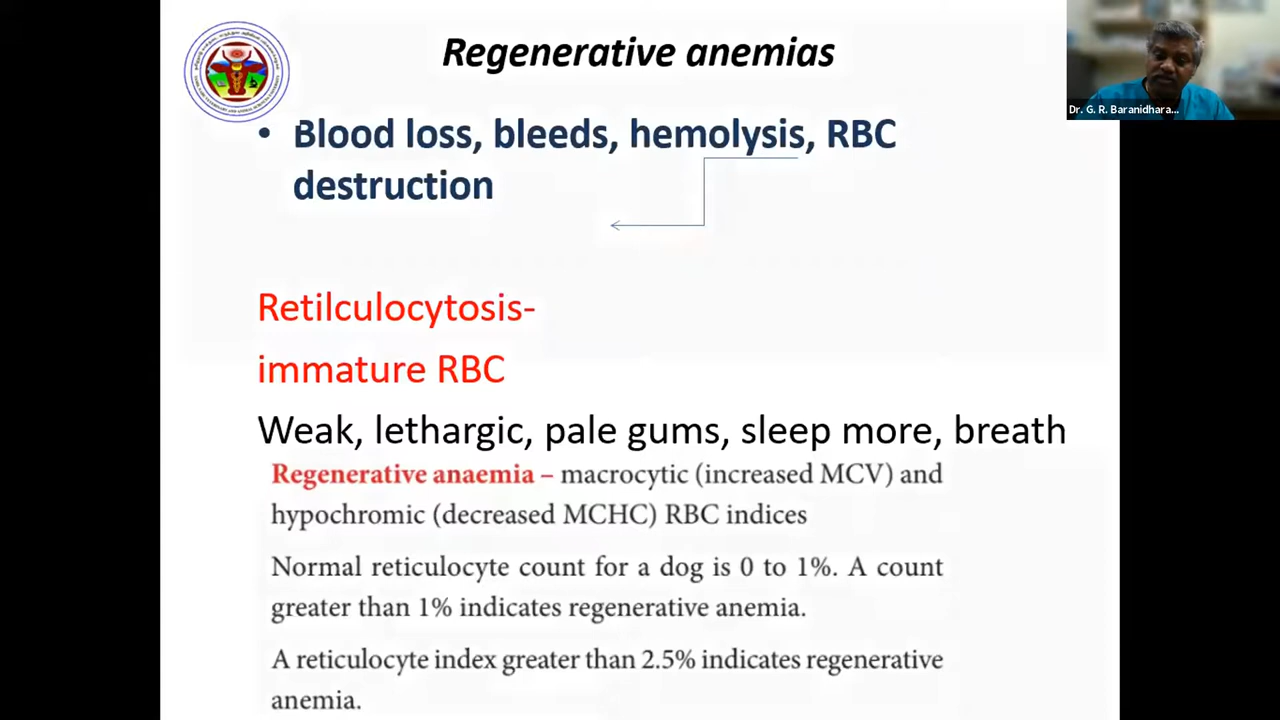 Regenerative anemias
Dr. G. R. Baranidhara...
• Blood loss, bleeds, hemolysis, RBC
destruction
Retilculocytosis-
immature RBC
Weak, lethargic, pale gums, sleep more, breath
Regenerative anaemia – macrocytic (increased MCV) and
hypochromic (decreased MCHC) RBC indices
Normal reticulocyte count for a dog is 0 to 1%. A count
greater than 1% indicates regenerative anemia.
A reticulocyte index greater than 2.5% indicates regenerative
anemia.